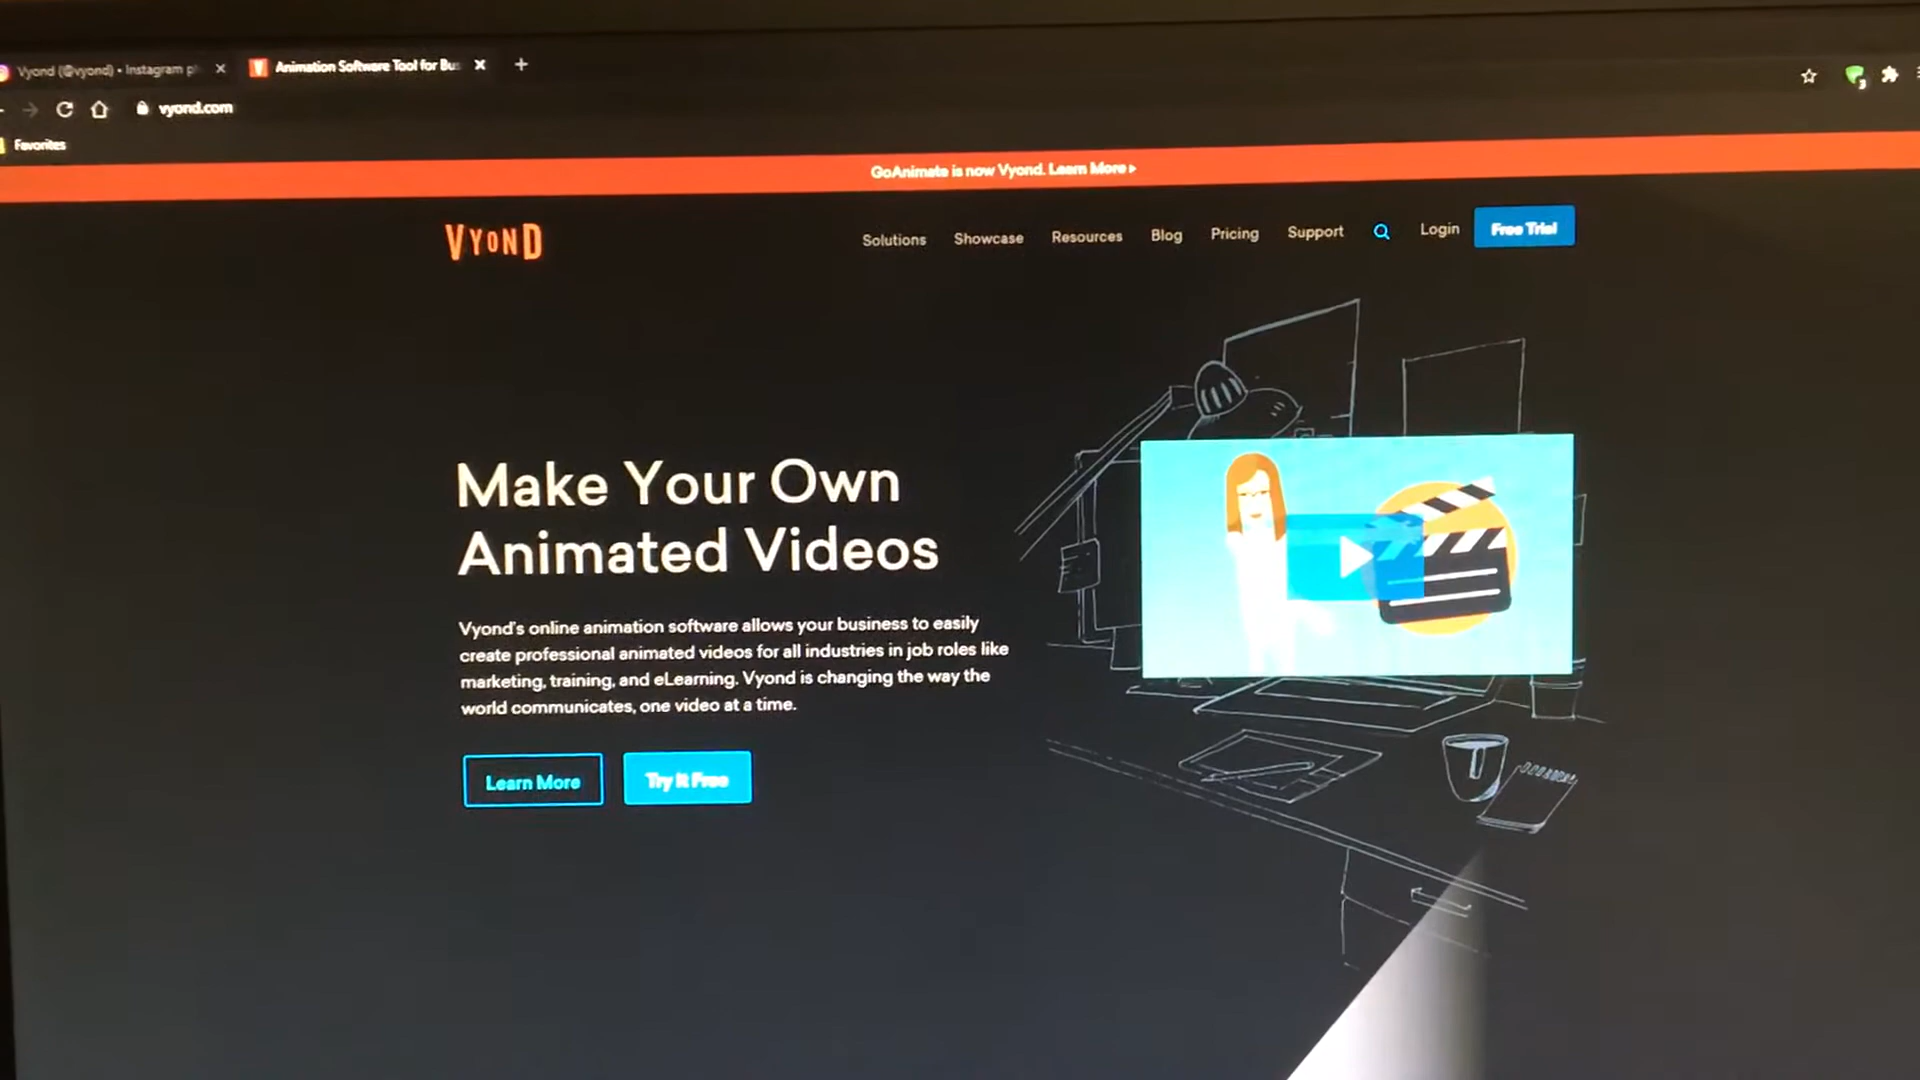 Vyond (@vyond) • Instagram ph
Animation Software Tool for Bus
vyond.com
Favorites
GoAnimate is now Vyond. Learn More ▸
VYOND
Solutions Showcase Resources Blog Pricing Support Login Free Trial
Make Your Own
Animated Videos
Vyond's online animation software allows your business to easily
create professional animated videos for all industries in job roles like
marketing, training, and eLearning. Vyond is changing the way the
world communicates, one video at a time.
Learn More Try It Free